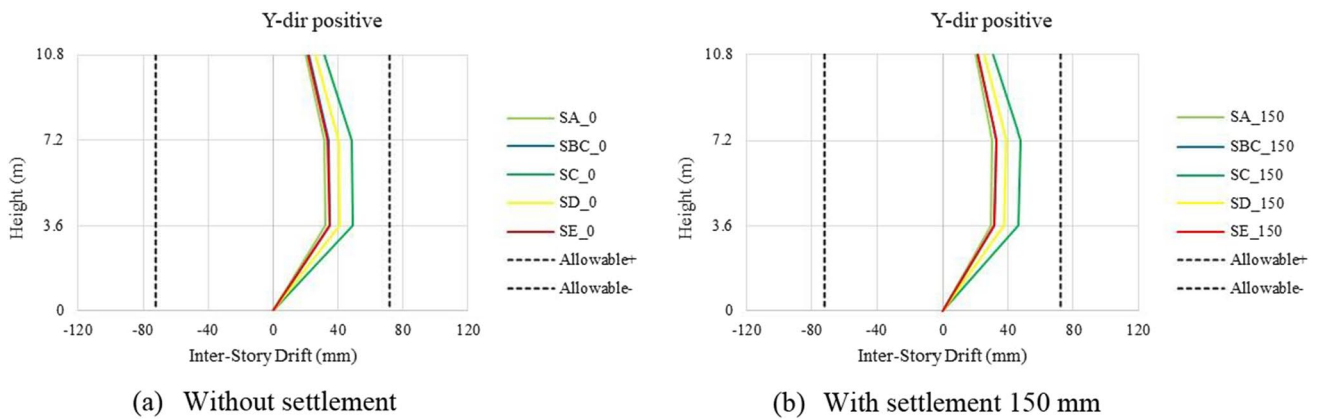 Y-dir positive
10.8
7.2
3.6
0
Height (m)
-120
-80
-40
0
40
80
120
Inter-Story Drift (mm)
SA_0
SBC_0
SC_0
SD_0
SE_0
Allowable+
Allowable-
(a) Without settlement
Y-dir positive
10.8
7.2
3.6
0
Height (m)
-120
-80
-40
0
40
80
120
Inter-Story Drift (mm)
SA_150
SBC_150
SC_150
SD_150
SE_150
Allowable+
Allowable-
(b) With settlement 150 mm